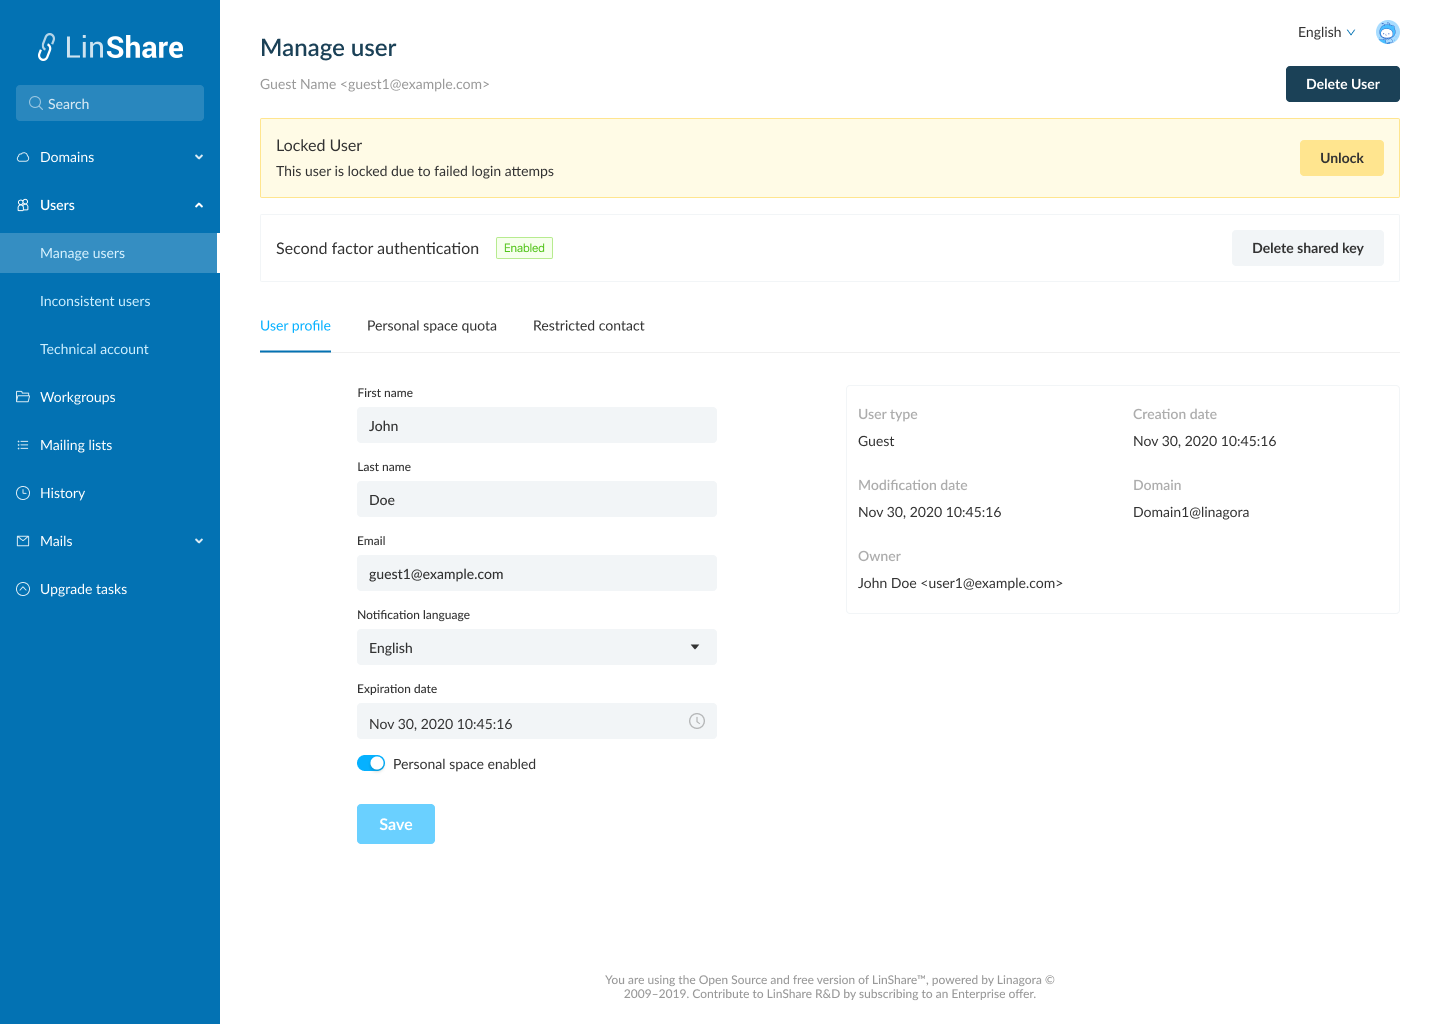 LinShare
Search
Domains
Users
Manage users
Inconsistent users
Technical account
Workgroups
Mailing lists
History
Mails
Upgrade tasks
English
Manage user
Guest Name <guest1@example.com>
Delete User
Locked User
This user is locked due to failed login attemps
Unlock
Second factor authentication
Enabled
Delete shared key
User profile
Personal space quota
Restricted contact
First name
John
Last name
Doe
Email
guest1@example.com
Notification language
English
Expiration date
Nov 30, 2020 10:45:16
Personal space enabled
Save
User type
Guest
Creation date
Nov 30, 2020 10:45:16
Modification date
Nov 30, 2020 10:45:16
Domain
Domain1@linagora
Owner
John Doe <user1@example.com>
You are using the Open Source and free version of LinShare™, powered by Linagora ©
2009–2019. Contribute to LinShare R&D by subscribing to an Enterprise offer.